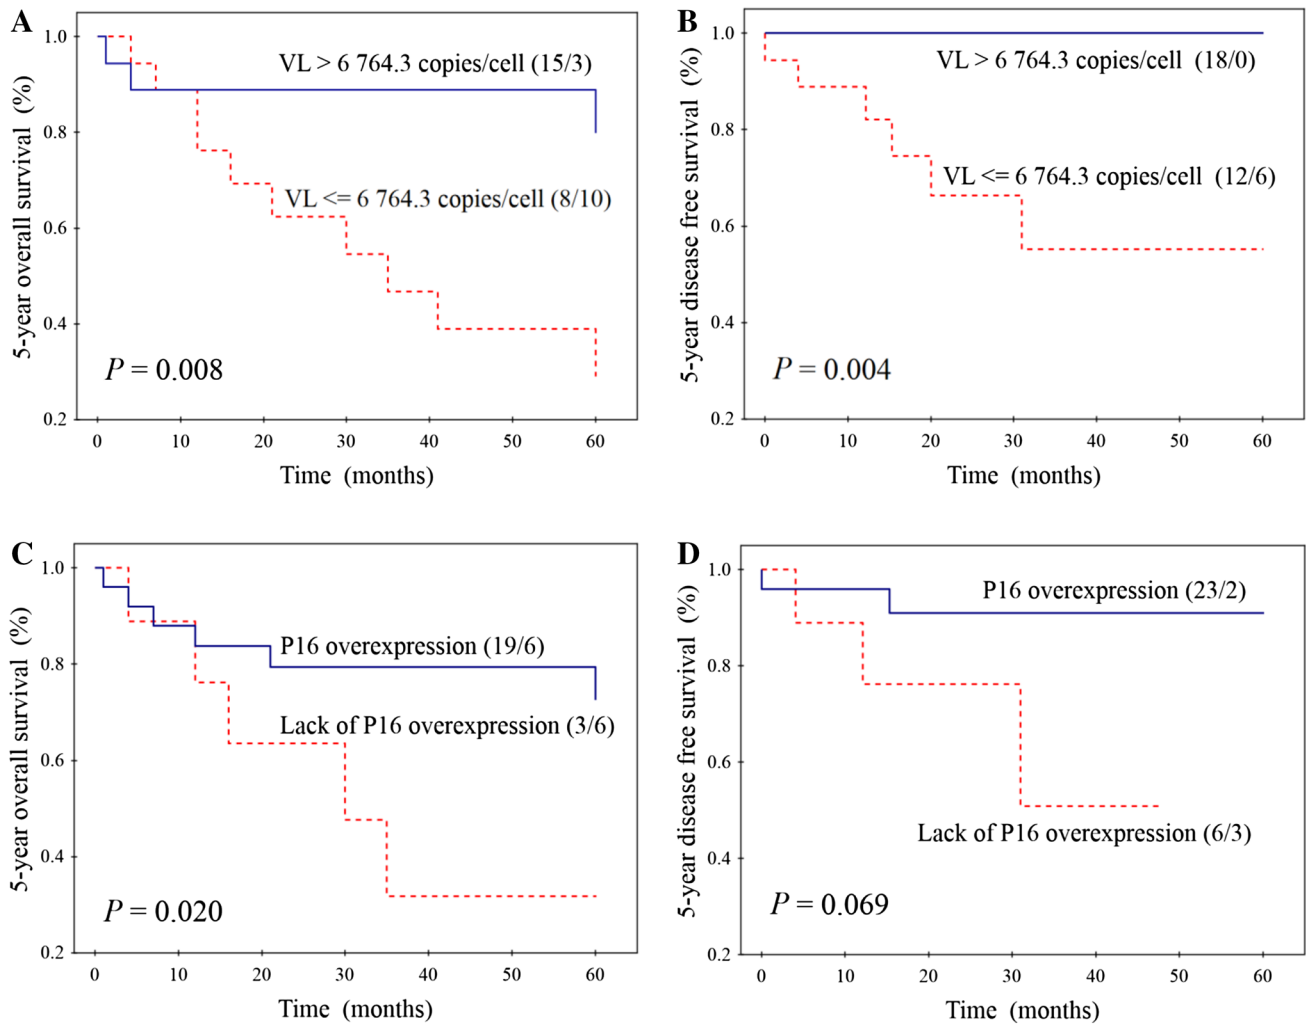 A
5-year overall survival (%)
1.0
0.8
0.6
0.4
0.2
VL > 6 764.3 copies/cell (15/3)
VL <= 6 764.3 copies/cell (8/10)
P = 0.008
0 10 20 30 40 50 60
Time (months)
B
5-year disease free survival (%)
1.0
0.8
0.6
0.4
0.2
VL > 6 764.3 copies/cell (18/0)
VL <= 6 764.3 copies/cell (12/6)
P = 0.004
0 10 20 30 40 50 60
Time (months)
C
5-year overall survival (%)
1.0
0.8
0.6
0.4
0.2
P16 overexpression (19/6)
Lack of P16 overexpression (3/6)
P = 0.020
0 10 20 30 40 50 60
Time (months)
D
5-year disease free survival (%)
1.0
0.8
0.6
0.4
0.2
P16 overexpression (23/2)
Lack of P16 overexpression (6/3)
P = 0.069
0 10 20 30 40 50 60
Time (months)